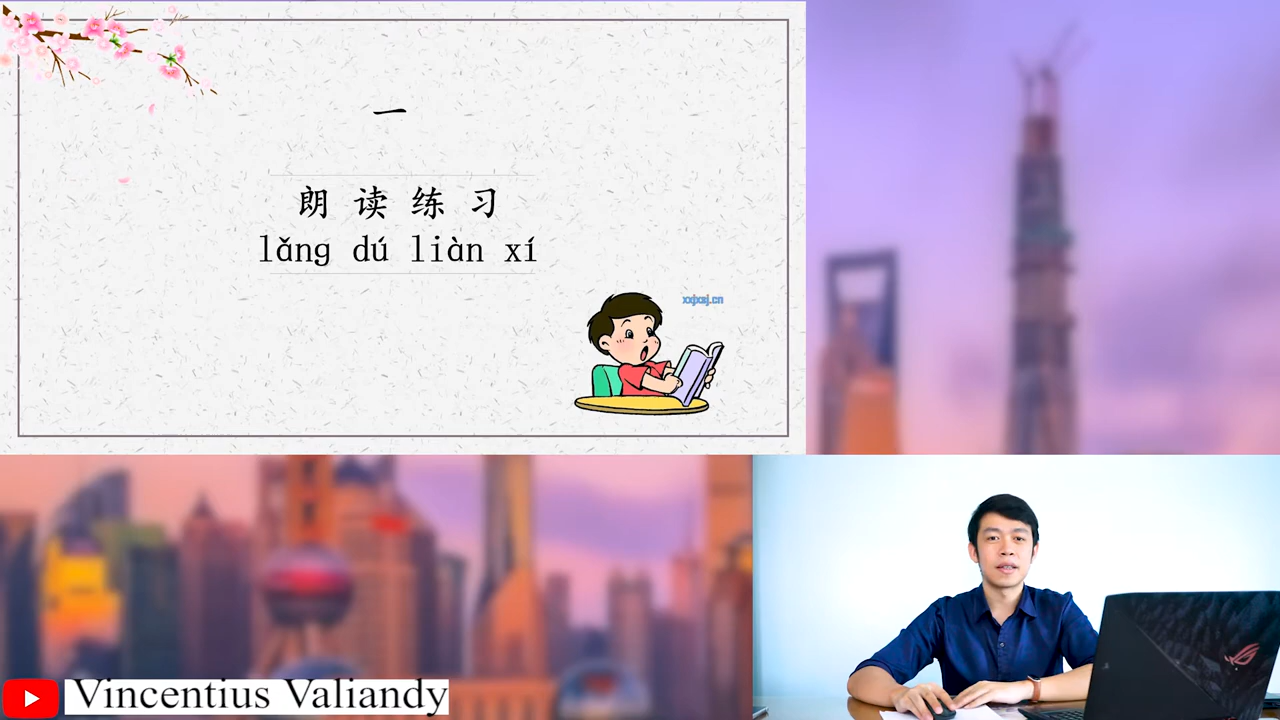 一
朗读练习
lǎng dú liàn xí
xxjxsj.cn
Vincentius Valiandy